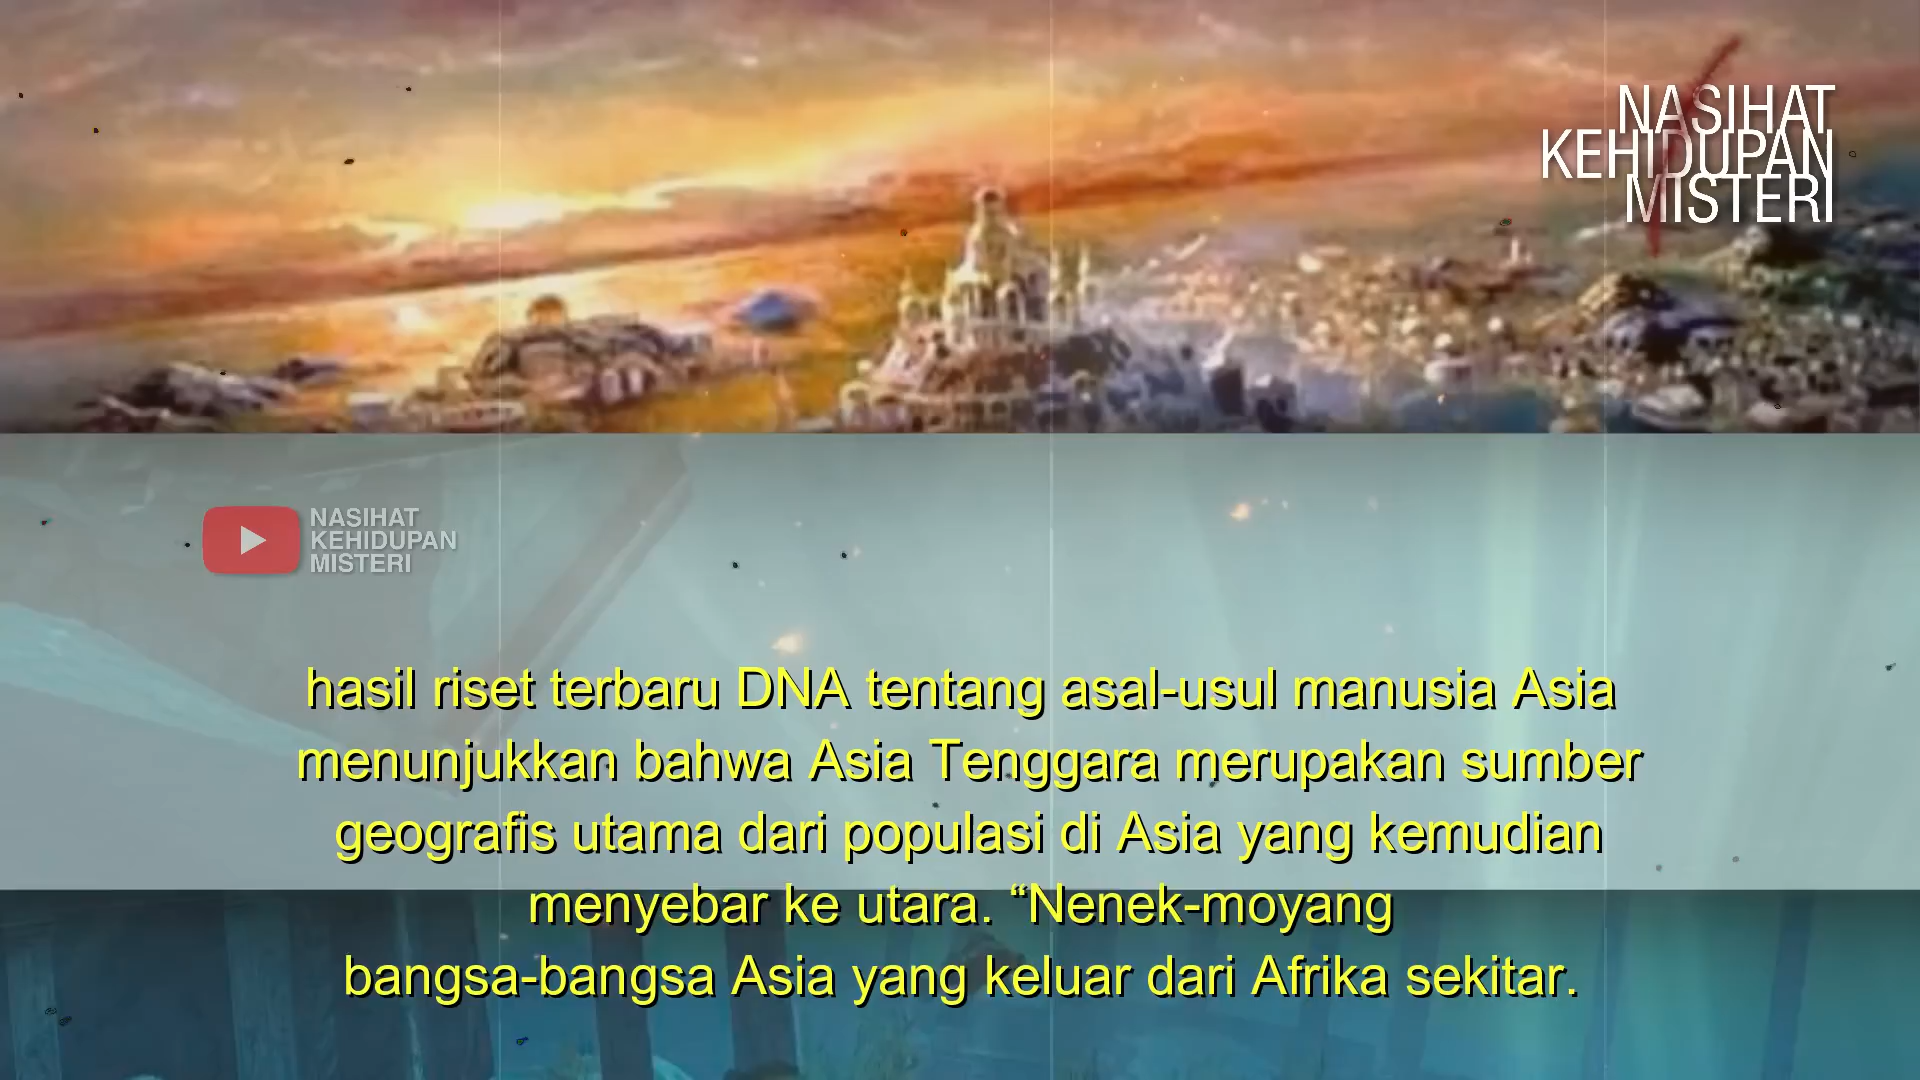 NASIHAT
KEHIDUPAN
MISTERI
NASIHAT
KEHIDUPAN
MISTERI
hasil riset terbaru DNA tentang asal-usul manusia Asia
menunjukkan bahwa Asia Tenggara merupakan sumber
geografis utama dari populasi di Asia yang kemudian
menyebar ke utara. “Nenek-moyang
bangsa-bangsa Asia yang keluar dari Afrika sekitar.